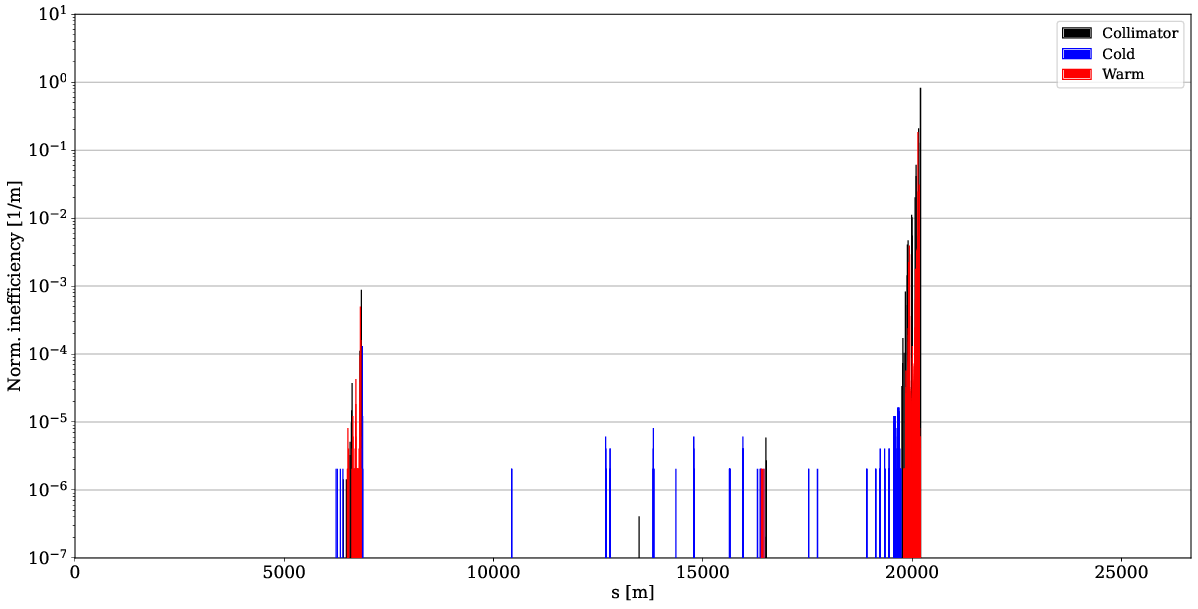 10¹
10⁰
10⁻¹
10⁻²
10⁻³
10⁻⁴
10⁻⁵
10⁻⁶
10⁻⁷
Norm. inefficiency [1/m]
Collimator
Cold
Warm
0 5000 10000 15000 20000 25000
s [m]